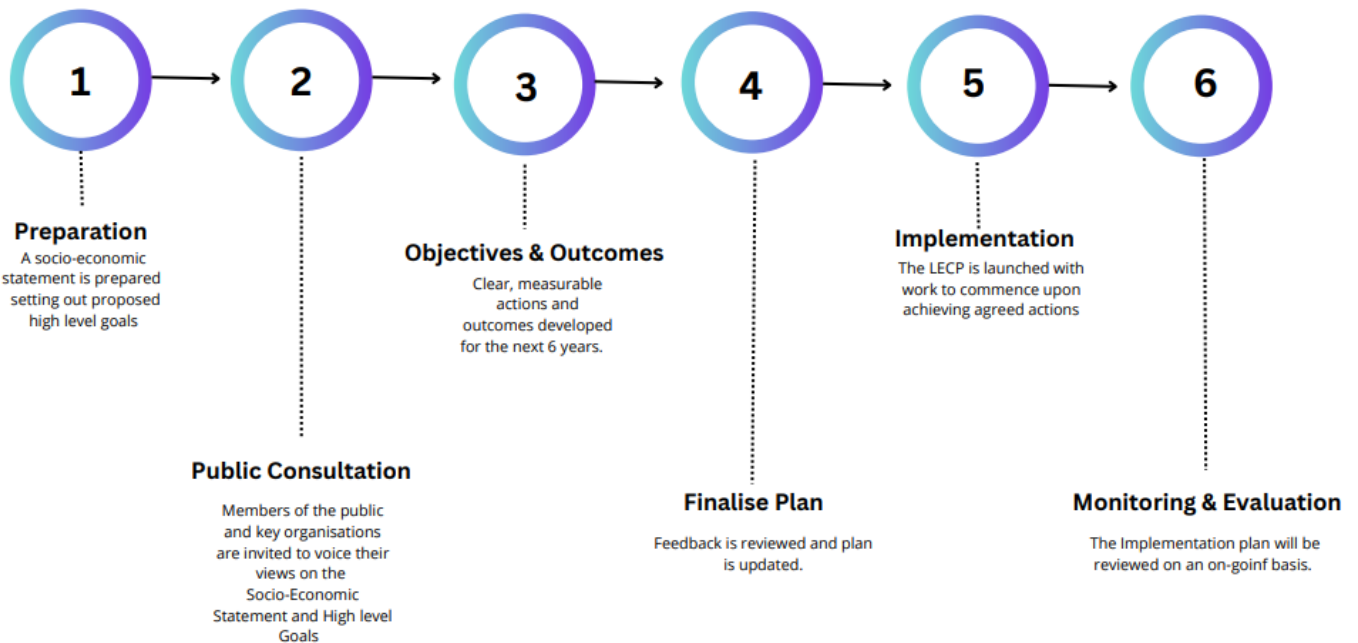 1
2
3
4
5
6
Preparation
A socio-economic
statement is prepared
setting out proposed
high level goals
Public Consultation
Members of the public
and key organisations
are invited to voice their
views on the
Socio-Economic
Statement and High level
Goals
Objectives & Outcomes
Clear, measurable
actions and
outcomes developed
for the next 6 years.
Finalise Plan
Feedback is reviewed and plan
is updated.
Implementation
The LECP is launched with
work to commence upon
achieving agreed actions
Monitoring & Evaluation
The Implementation plan will be
reviewed on an on-goinf basis.